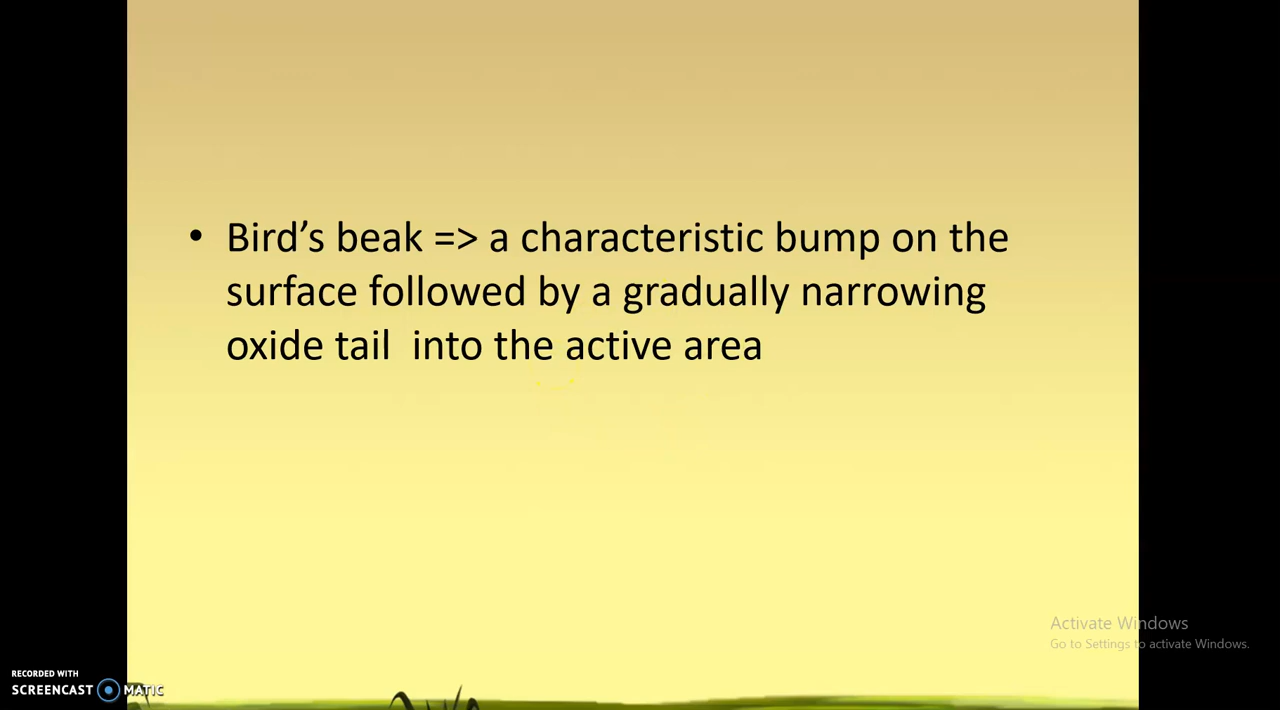 • Bird’s beak => a characteristic bump on the
surface followed by a gradually narrowing
oxide tail  into the active area
Activate Windows
Go to Settings to activate Windows.
RECORDED WITH
SCREENCAST MATIC